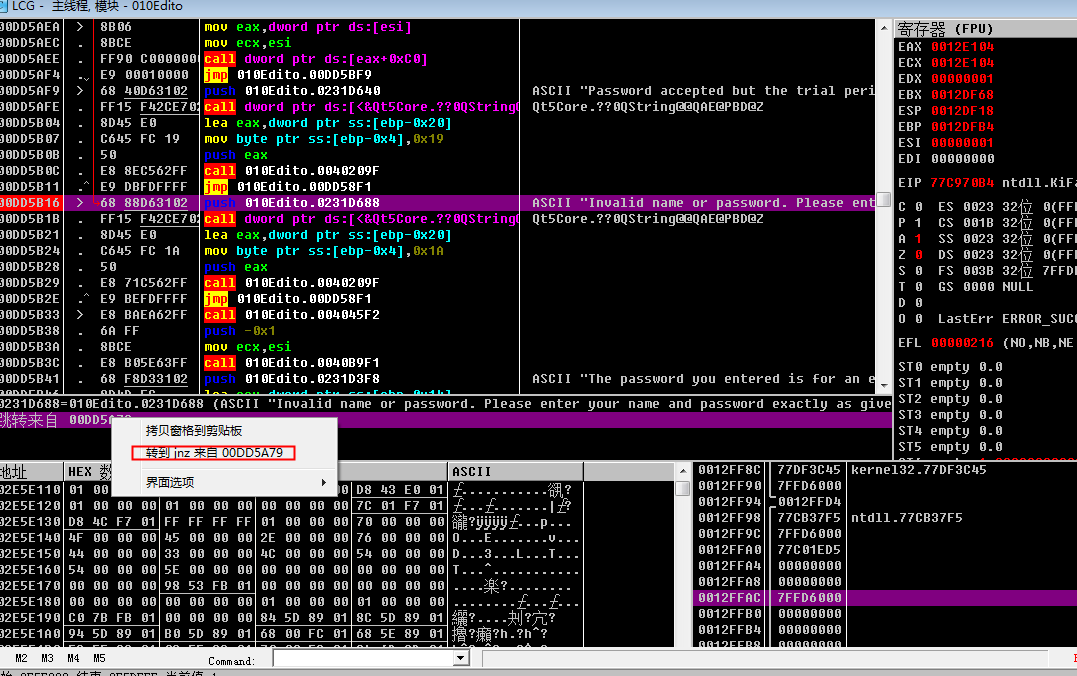 LCG - 主线程, 模块 - 010Edito
00DD5AEA > 8B06 mov eax,dword ptr ds:[esi]
00DD5AEC . 8BCE mov ecx,esi
00DD5AEE . FF90 C0000000 call dword ptr ds:[eax+0xC0]
00DD5AF4 . E9 00010000 jmp 010Edito.00DD5BF9
00DD5AF9 > 68 40D63102 push 010Edito.0231D640 ASCII "Password accepted but the trial peri
00DD5AFE . FF15 F42CE702 call dword ptr ds:[<&Qt5Core.??0QString@ Qt5Core.??0QString@@QAE@PBD@Z
00DD5B04 . 8D45 E0 lea eax,dword ptr ss:[ebp-0x20]
00DD5B07 . C645 FC 19 mov byte ptr ss:[ebp-0x4],0x19
00DD5B0B . 50 push eax
00DD5B0C . E8 8EC562FF call 010Edito.0040209F
00DD5B11 .^ E9 DBFDFFFF jmp 010Edito.00DD58F1
00DD5B16 > 68 88D63102 push 010Edito.0231D688 ASCII "Invalid name or password. Please ent
00DD5B1B . FF15 F42CE702 call dword ptr ds:[<&Qt5Core.??0QString@ Qt5Core.??0QString@@QAE@PBD@Z
00DD5B21 . 8D45 E0 lea eax,dword ptr ss:[ebp-0x20]
00DD5B24 . C645 FC 1A mov byte ptr ss:[ebp-0x4],0x1A
00DD5B28 . 50 push eax
00DD5B29 . E8 71C562FF call 010Edito.0040209F
00DD5B2E .^ E9 BEFDFFFF jmp 010Edito.00DD58F1
00DD5B33 > E8 BAEA62FF call 010Edito.004045F2
00DD5B38 . 6A FF push -0x1
00DD5B3A . 8BCE mov ecx,esi
00DD5B3C . E8 B05E63FF call 010Edito.0040B9F1
00DD5B41 . 68 F8D33102 push 010Edito.0231D3F8 ASCII "The password you entered is for an e
0231D688=010Edito.0231D688 (ASCII "Invalid name or password. Please enter your name and password exactly as give
跳转来自 00DD5A79
拷贝窗格到剪贴板
转到 jnz 来自 00DD5A79
界面选项
寄存器 (FPU)
EAX 0012E104
ECX 0012E104
EDX 00000001
EBX 0012DF68
ESP 0012DF18
EBP 0012DFB4
ESI 00000001
EDI 00000000
EIP 77C970B4 ntdll.KiFa
C 0 ES 0023 32位 0(FFF
P 1 CS 001B 32位 0(FFF
A 1 SS 0023 32位 0(FFF
Z 0 DS 0023 32位 0(FFF
S 0 FS 003B 32位 7FFDF
T 0 GS 0000 NULL
D 0
O 0 LastErr ERROR_SUCC
EFL 00000216 (NO,NB,NE
ST0 empty 0.0
ST1 empty 0.0
ST2 empty 0.0
ST3 empty 0.0
ST4 empty 0.0
ST5 empty 0.0
地址 HEX 数 ASCII
02E5E110 01 00 D8 43 E0 01
02E5E120 01 00 00 00 01 00 00 00 00 00 00 00 7C 01 F7 01
02E5E130 D8 4C F7 01 FF FF FF FF 01 00 00 00 70 00 00 00
02E5E140 4F 00 00 00 45 00 00 00 2E 00 00 00 76 00 00 00 O...E.......v...
02E5E150 44 00 00 00 33 00 00 00 4C 00 00 00 54 00 00 00 D...3...L...T...
02E5E160 54 00 00 00 5E 00 00 00 00 00 00 00 00 00 00 00 T...^...........
02E5E170 00 00 00 00 98 53 FB 01 00 00 00 00 00 00 00 00
02E5E180 00 00 00 00 00 00 00 00 01 00 00 00 01 00 00 00
02E5E190 C0 7B FB 01 00 00 00 00 84 5D 89 01 8C 5D 89 01
02E5E1A0 94 5D 89 01 B0 5D 89 01 68 00 FC 01 68 5E 89 01
0012FF8C 77DF3C45 kernel32.77DF3C45
0012FF90 7FFD6000
0012FF94 0012FFD4
0012FF98 77CB37F5 ntdll.77CB37F5
0012FF9C 7FFD6000
0012FFA0 77C01ED5
0012FFA4 00000000
0012FFA8 00000000
0012FFAC 7FFD6000
0012FFB0 00000000
0012FFB4 00000000
0012FFB8 00000000
M2 M3 M4 M5 Command: